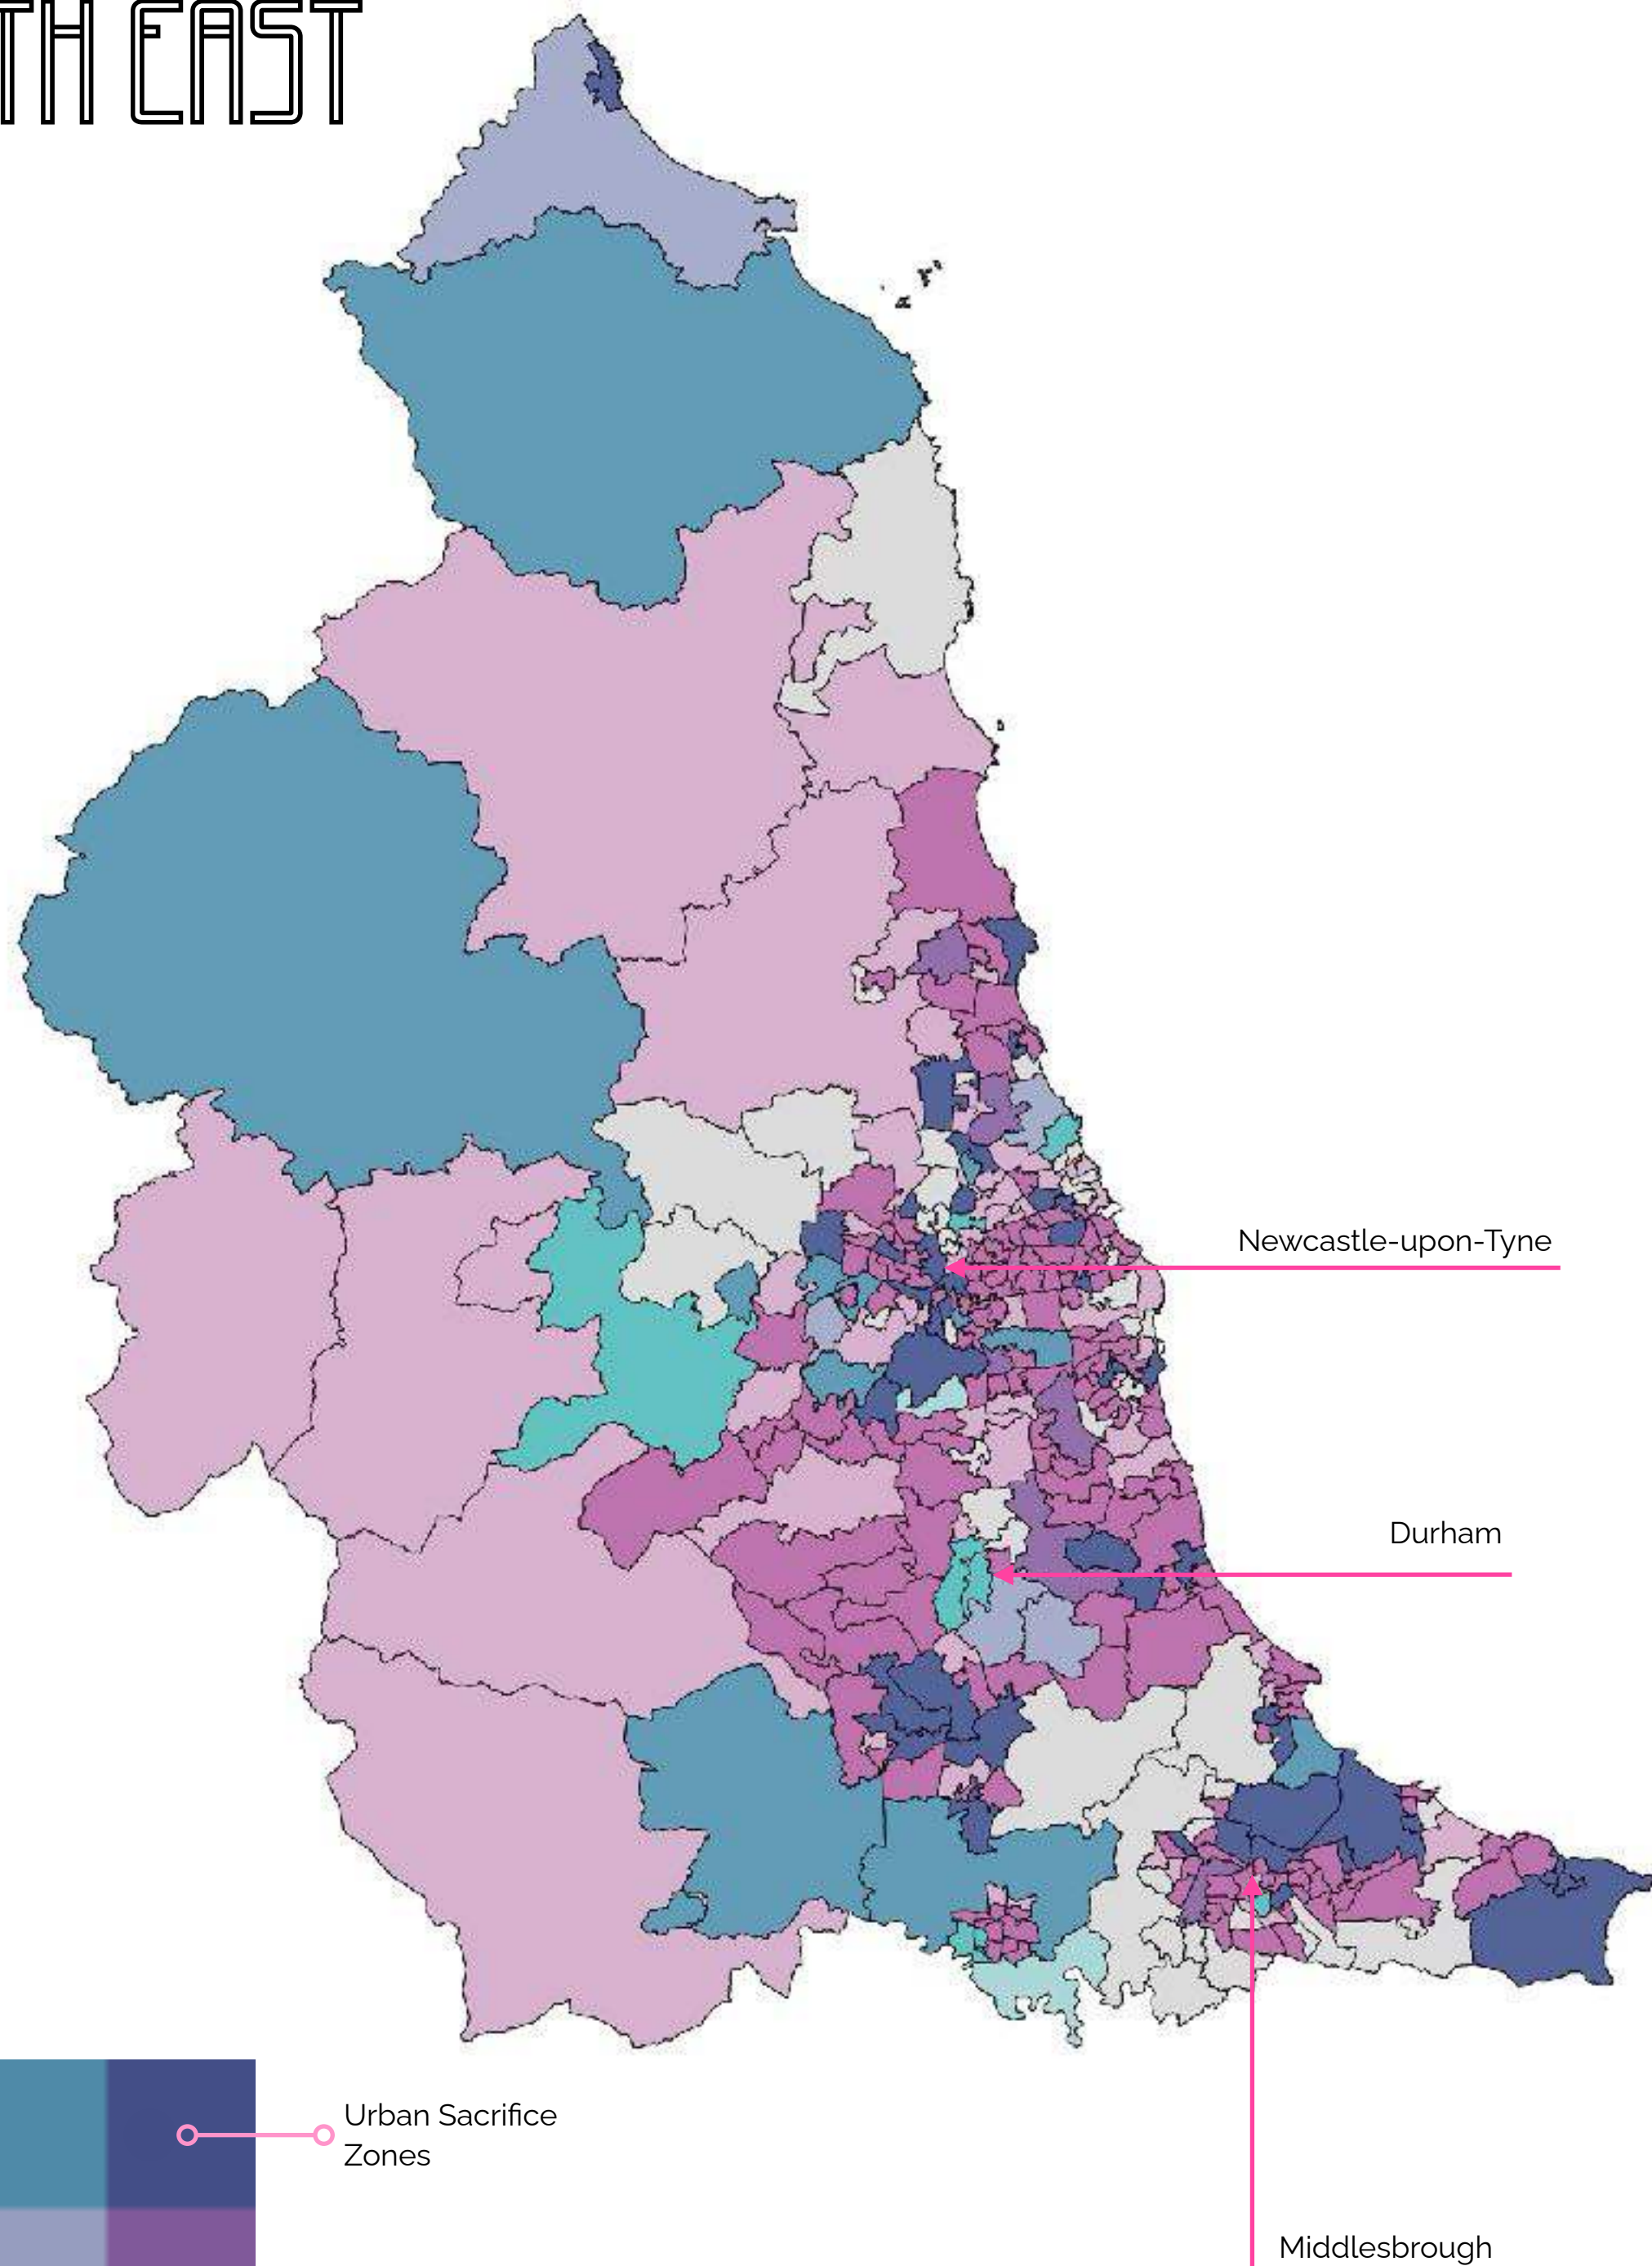 TH EAST
Newcastle-upon-Tyne
Durham
Urban Sacrifice
Zones
Middlesbrough